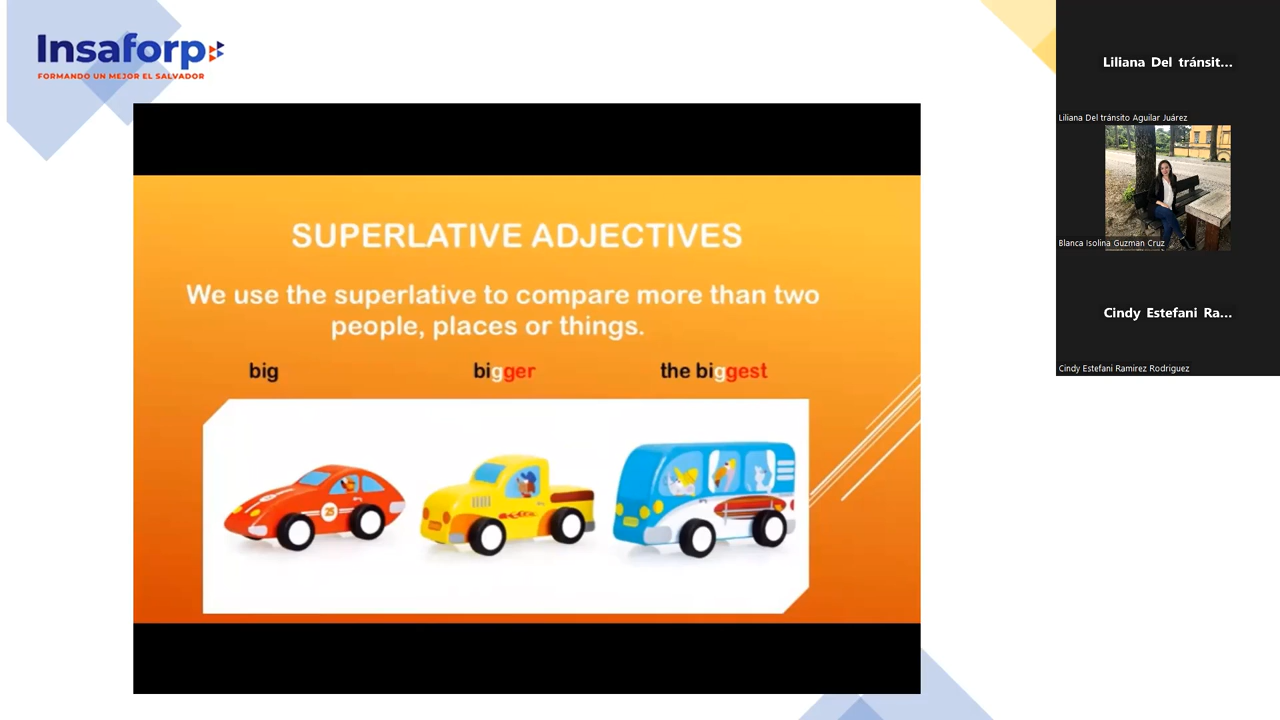 Insaforp
FORMANDO UN MEJOR EL SALVADOR
SUPERLATIVE ADJECTIVES
We use the superlative to compare more than two
people, places or things.
big
bigger
the biggest
25
Liliana Del tránsit...
Liliana Del tránsito Aguilar Juárez
Blanca Isolina Guzman Cruz
Cindy Estefani Ra...
Cindy Estefani Ramirez Rodriguez